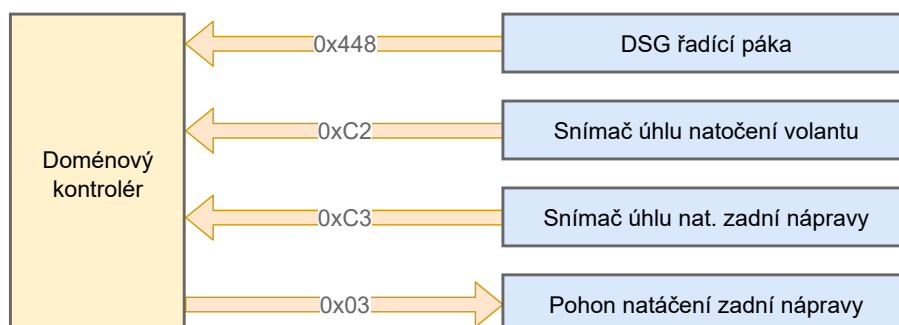 0x448
DSG řadící páka
0xC2
Snímač úhlu natočení volantu
Doménový
kontrolér
0xC3
Snímač úhlu nat. zadní nápravy
0x03
Pohon natáčení zadní nápravy